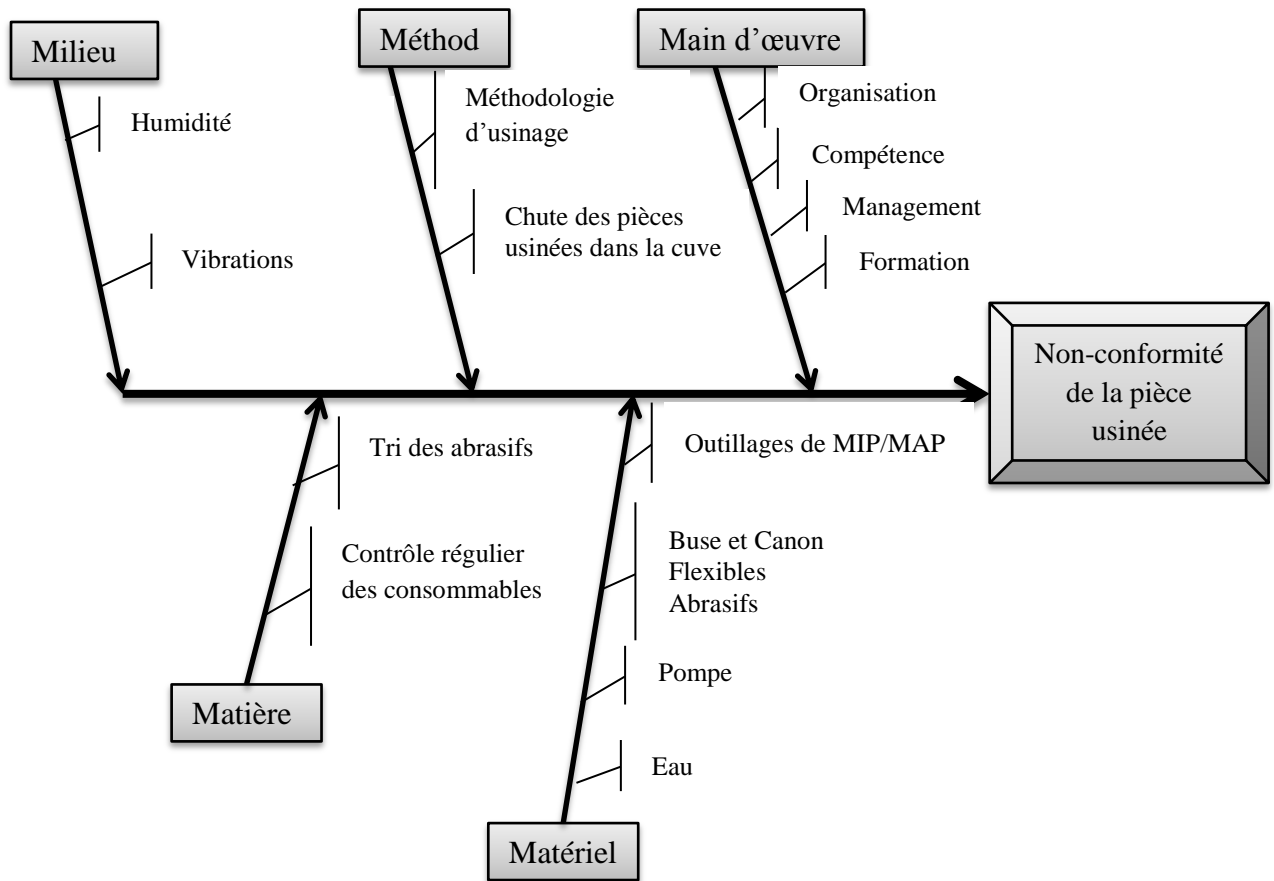 Milieu
Humidité
Vibrations
Méthod
Méthodologie
d’usinage
Chute des pièces
usinées dans la cuve
Main d’œuvre
Organisation
Compétence
Management
Formation
Non-conformité
de la pièce
usinée
Tri des abrasifs
Contrôle régulier
des consommables
Matière
Outillages de MIP/MAP
Buse et Canon
Flexibles
Abrasifs
Pompe
Eau
Matériel